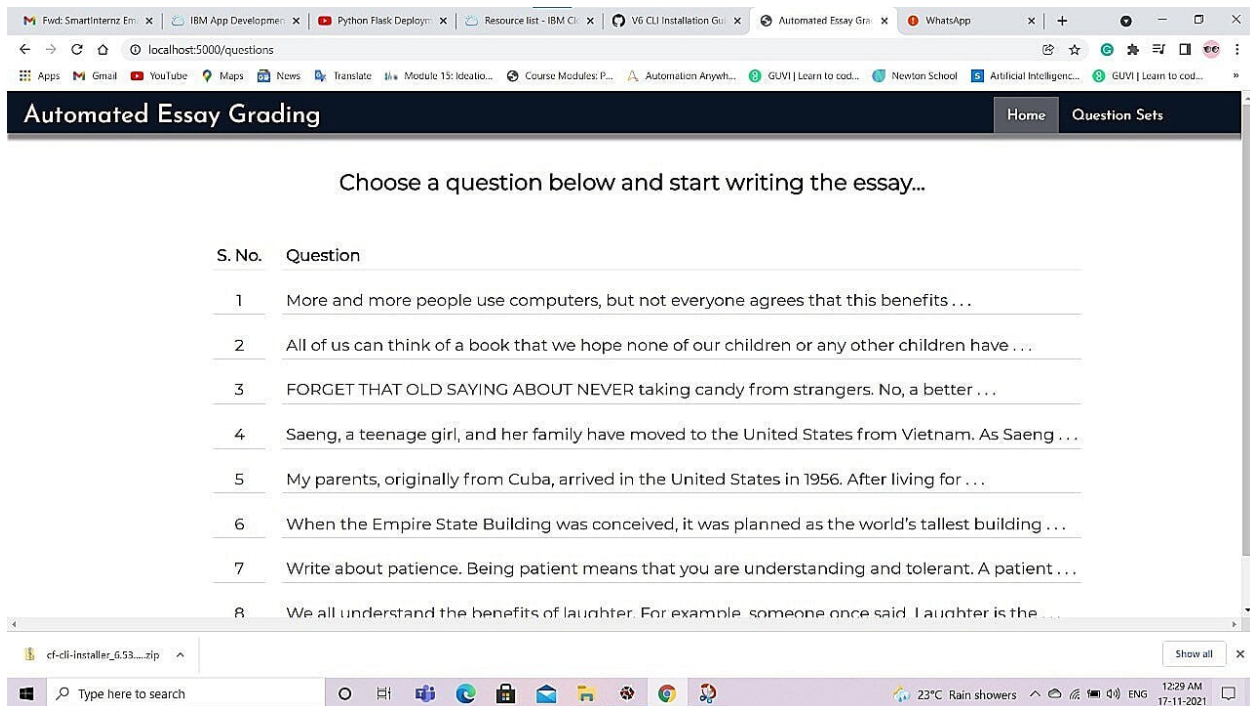 Fwd: SmartInternz Em
IBM App Developmen
Python Flask Deploym
Resource list - IBM Cl
V6 CLI Installation Gui
Automated Essay Gra
WhatsApp
localhost:5000/questions
Apps Gmail YouTube Maps News Translate Module 15: Ideatio... Course Modules: P... Automation Anywh... GUVI | Learn to cod... Newton School Artificial Intelligenc... GUVI | Learn to cod...
Automated Essay Grading Home Question Sets
Choose a question below and start writing the essay...
S. No. Question
1 More and more people use computers, but not everyone agrees that this benefits . . .
2 All of us can think of a book that we hope none of our children or any other children have . . .
3 FORGET THAT OLD SAYING ABOUT NEVER taking candy from strangers. No, a better . . .
4 Saeng, a teenage girl, and her family have moved to the United States from Vietnam. As Saeng . . .
5 My parents, originally from Cuba, arrived in the United States in 1956. After living for . . .
6 When the Empire State Building was conceived, it was planned as the world's tallest building . . .
7 Write about patience. Being patient means that you are understanding and tolerant. A patient . . .
8 We all understand the benefits of laughter. For example, someone once said, Laughter is the . . .
cf-cli-installer_6.53.....zip Show all
Type here to search 23°C Rain showers ENG 12:29 AM
17-11-2021